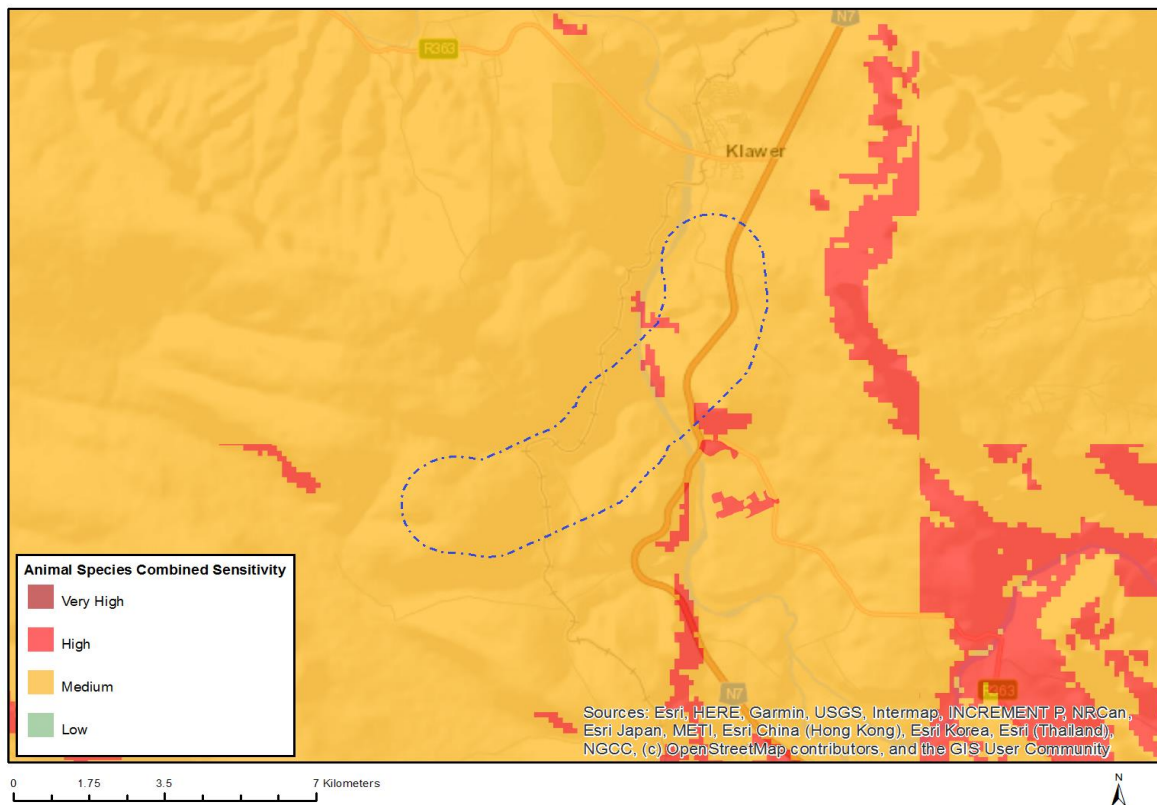 N7
R363
Klawer
Animal Species Combined Sensitivity
Very High
High
Medium
Low
N7
R363
Sources: Esri, HERE, Garmin, USGS, Intermap, INCREMENT P, NRCan,
Esri Japan, METI, Esri China (Hong Kong), Esri Korea, Esri (Thailand),
NGCC, (c) OpenStreetMap contributors, and the GIS User Community
0 1.75 3.5 7 Kilometers
N